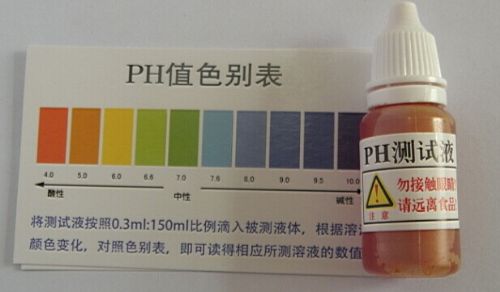 PH值色别表
4.0 5.0 6.0 6.6 7.0 7.6 8.0 9.0 9.5 10.0
酸性 中性 碱性
将测试液按照0.3ml:150ml比例滴入被测液体，根据溶
颜色变化，对照色别表，即可读得相应所测溶液的数值
PH测试液
勿接触眼睛
请远离食品
注意